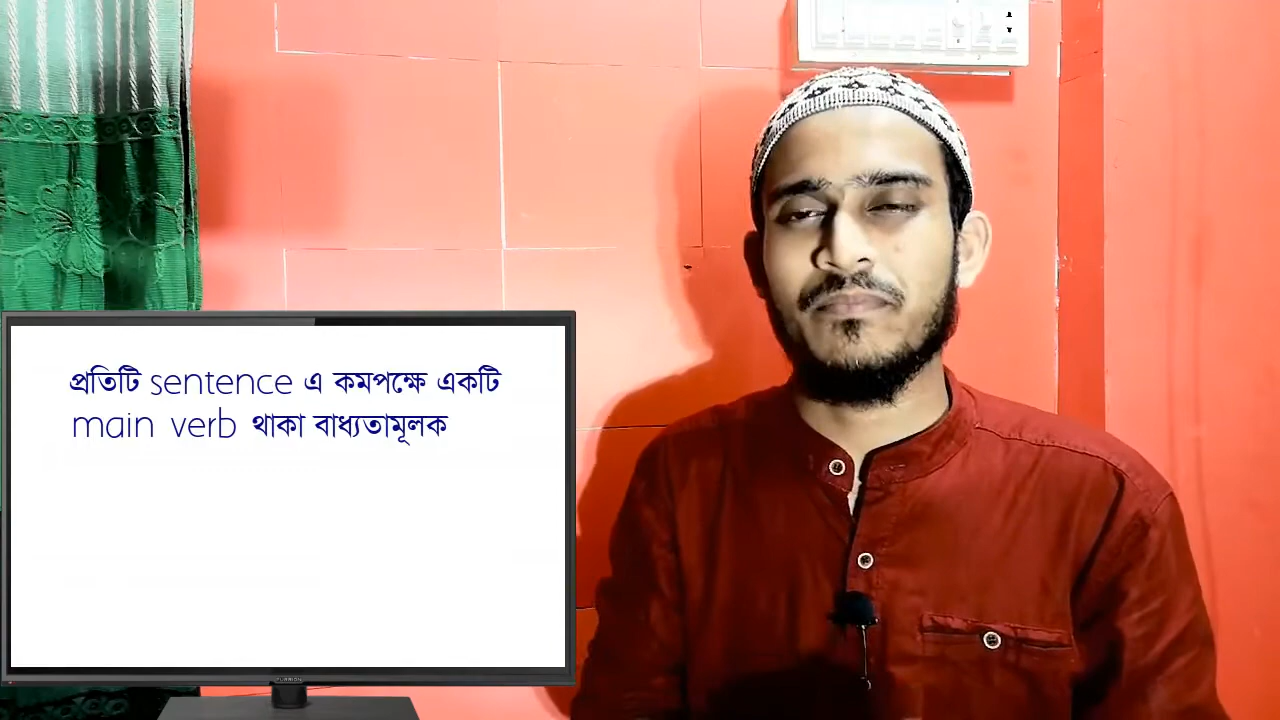 প্রতিটি sentence এ কমপক্ষে একটি
main verb থাকা বাধ্যতামূলক